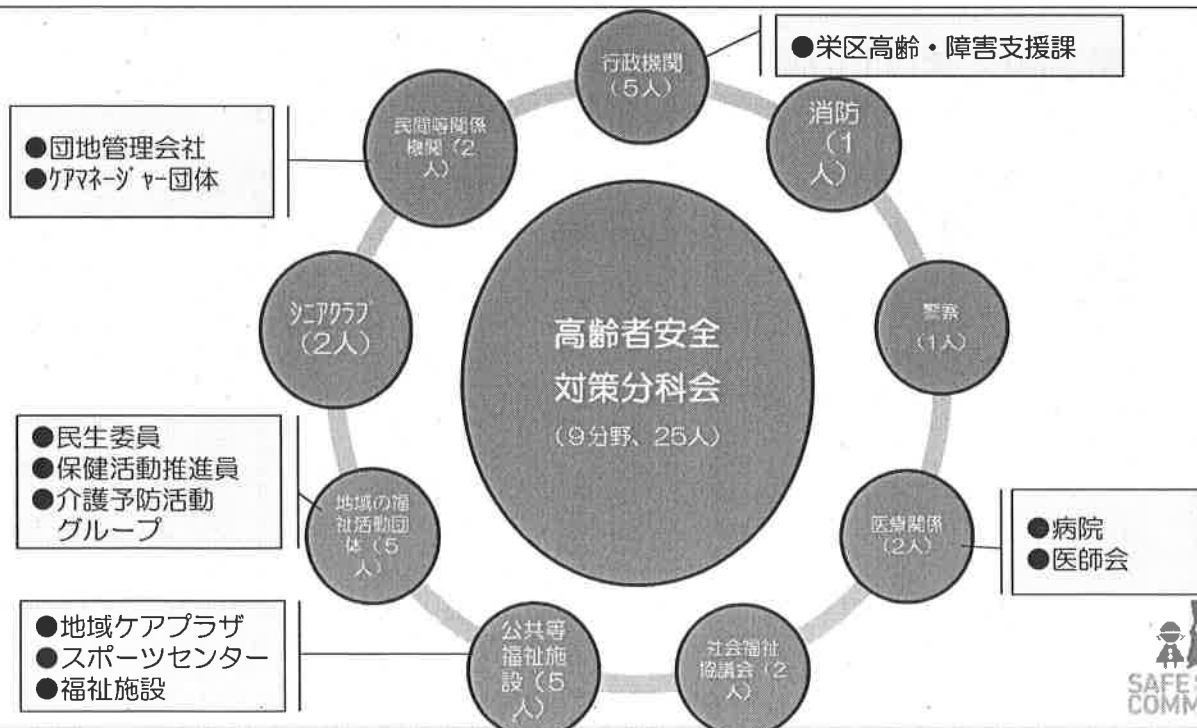 行政機関
（5人）
●栄区高齢・障害支援課
消防
（1
人）
警察
（1人）
医療関係
（2人）
●病院
●医師会
社会福祉
協議会（2
人）
公共等
福祉施
設（5
人）
●地域ケアプラザ
●スポーツセンター
●福祉施設
地域の福
祉活動団
体（5
人）
●民生委員
●保健活動推進員
●介護予防活動
グループ
ｼﾆｱｸﾗﾌﾞ
（2人）
民間等関係
機関（2
人）
●団地管理会社
●ｹｱﾏﾈｰｼﾞｬｰ団体
高齢者安全
対策分科会
（9分野、25人）
SAFE
COMM